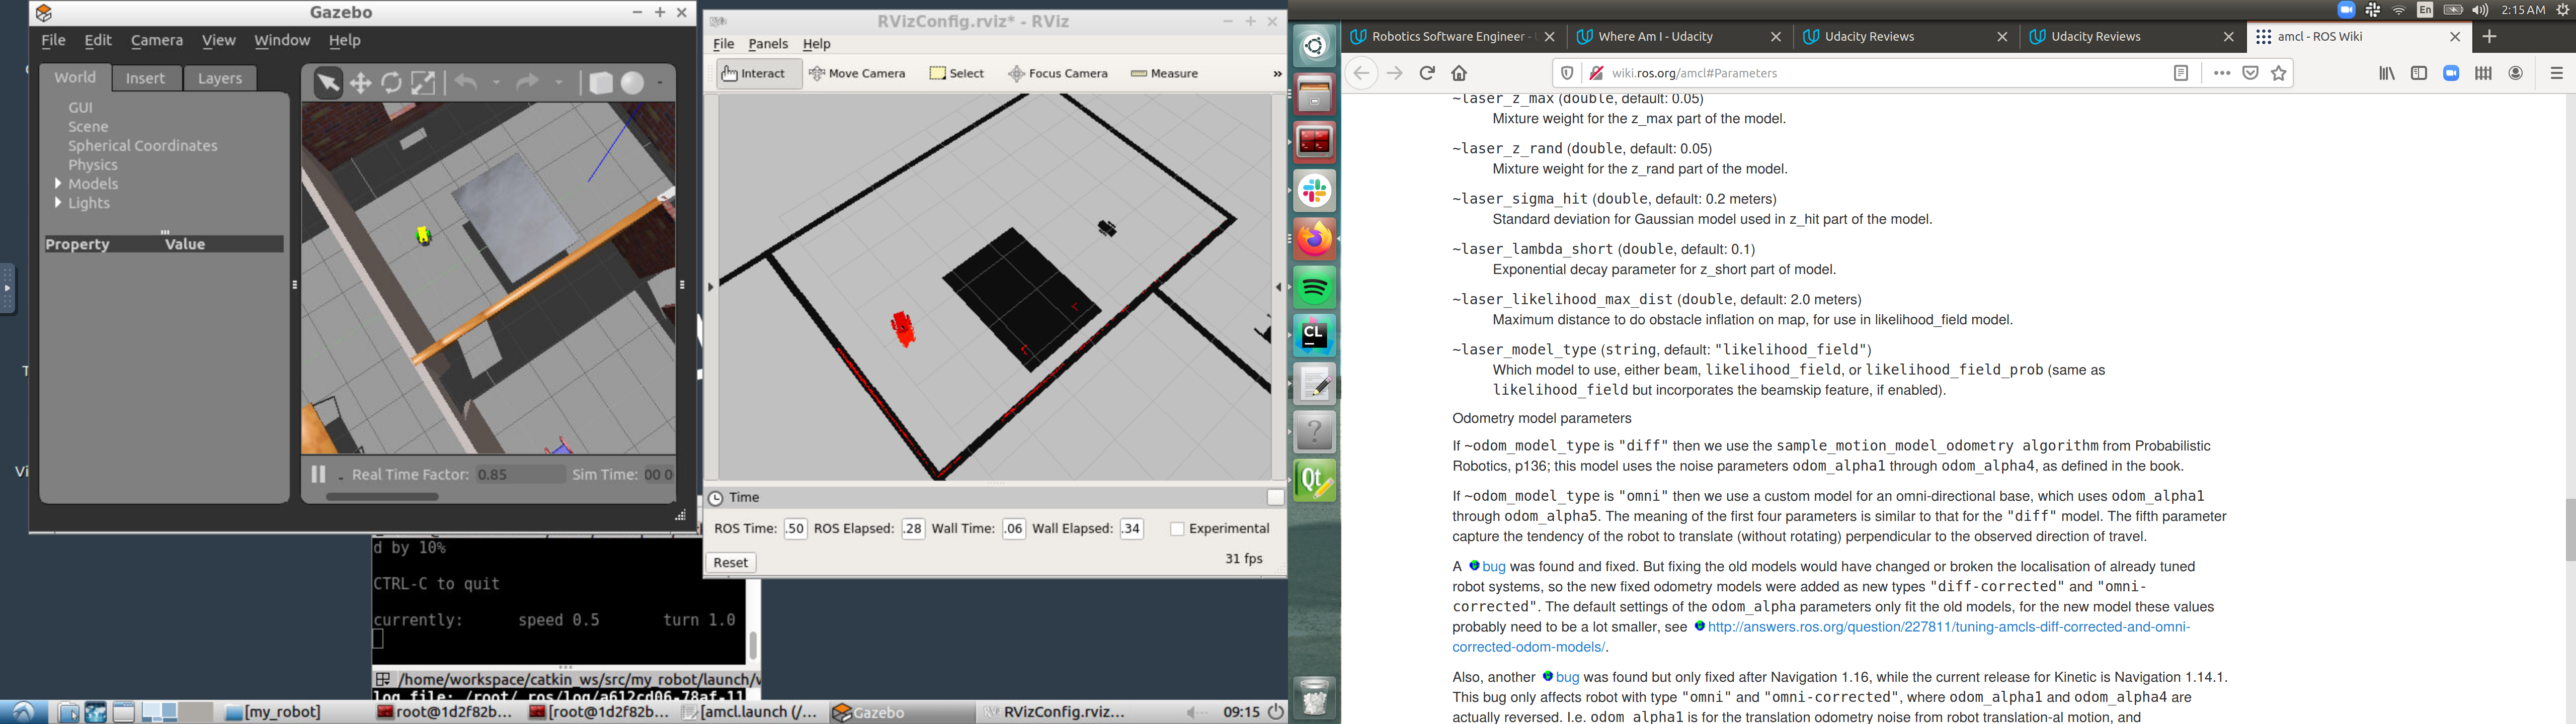 Gazebo
File Edit Camera View Window Help
World Insert Layers
GUI
Scene
Spherical Coordinates
Physics
Models
Lights
Property Value
Real Time Factor: 0.85 Sim Time: 00 0
d by 10%
CTRL-C to quit
currently: speed 0.5 turn 1.0
/home/workspace/catkin_ws/src/my_robot/launch/
log file: /root/.ros/log/a612cd06-78af-11
RVizConfig.rviz* - RViz
File Panels Help
Interact Move Camera Select Focus Camera Measure »
Time
ROS Time: .50 ROS Elapsed: .28 Wall Time: .06 Wall Elapsed: .34 Experimental
Reset 31 fps
[my_robot] root@1d2f82b... [root@1d2f82b... [amcl.launch (/... Gazebo RVizConfig.rviz... 09:15
CL
?
Qt
En 2:15 AM
Robotics Software Engineer - Where Am I - Udacity Udacity Reviews Udacity Reviews amcl - ROS Wiki
wiki.ros.org/amcl#Parameters
~laser_z_max (double, default: 0.05)
Mixture weight for the z_max part of the model.
~laser_z_rand (double, default: 0.05)
Mixture weight for the z_rand part of the model.
~laser_sigma_hit (double, default: 0.2 meters)
Standard deviation for Gaussian model used in z_hit part of the model.
~laser_lambda_short (double, default: 0.1)
Exponential decay parameter for z_short part of model.
~laser_likelihood_max_dist (double, default: 2.0 meters)
Maximum distance to do obstacle inflation on map, for use in likelihood_field model.
~laser_model_type (string, default: "likelihood_field")
Which model to use, either beam, likelihood_field, or likelihood_field_prob (same as
likelihood_field but incorporates the beamskip feature, if enabled).
Odometry model parameters
If ~odom_model_type is "diff" then we use the sample_motion_model_odometry algorithm from Probabilistic
Robotics, p136; this model uses the noise parameters odom_alpha1 through odom_alpha4, as defined in the book.
If ~odom_model_type is "omni" then we use a custom model for an omni-directional base, which uses odom_alpha1
through odom_alpha5. The meaning of the first four parameters is similar to that for the "diff" model. The fifth parameter
capture the tendency of the robot to translate (without rotating) perpendicular to the observed direction of travel.
A bug was found and fixed. But fixing the old models would have changed or broken the localisation of already tuned
robot systems, so the new fixed odometry models were added as new types "diff-corrected" and "omni-
corrected". The default settings of the odom_alpha parameters only fit the old models, for the new model these values
probably need to be a lot smaller, see http://answers.ros.org/question/227811/tuning-amcls-diff-corrected-and-omni-
corrected-odom-models/.
Also, another bug was found but only fixed after Navigation 1.16, while the current release for Kinetic is Navigation 1.14.1.
This bug only affects robot with type "omni" and "omni-corrected", where odom_alpha1 and odom_alpha4 are
actually reversed. I.e. odom_alpha1 is for the translation odometry noise from robot translation-al motion, and